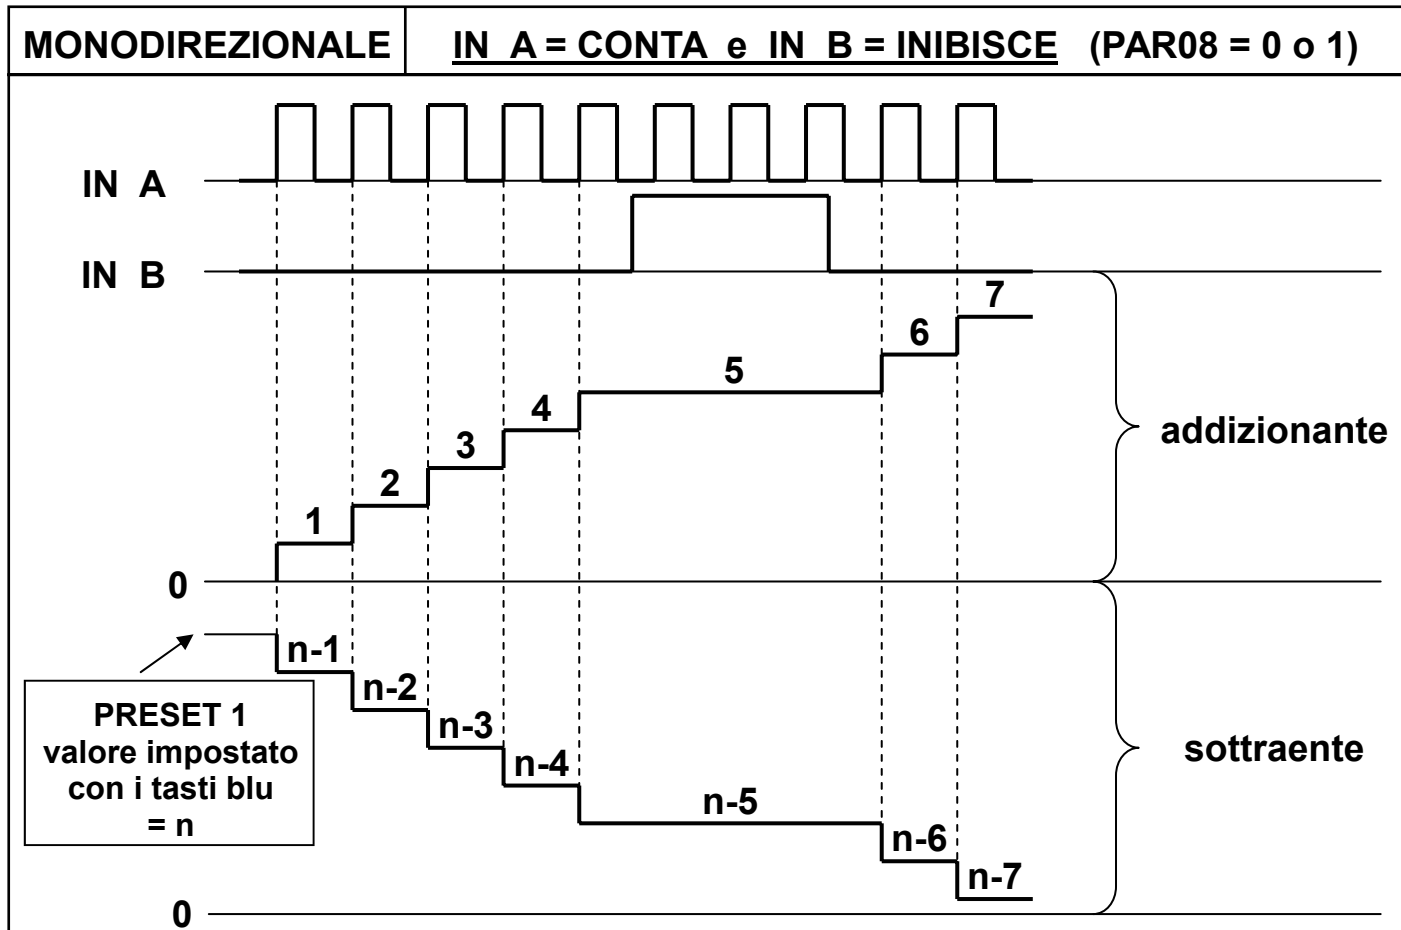 MONODIREZIONALE
IN A = CONTA e IN B = INIBISCE (PAR08 = 0 o 1)
IN A
IN B
7
6
5
4
3
2
1
addizionante
0
n-1
n-2
n-3
n-4
n-5
n-6
n-7
PRESET 1
valore impostato
con i tasti blu
= n
sottraente
0